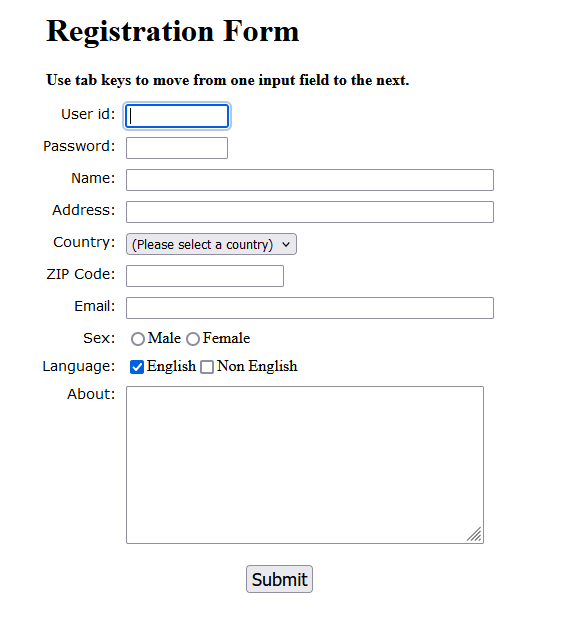 Registration Form
Use tab keys to move from one input field to the next.
User id:
Password:
Name:
Address:
Country: (Please select a country)
ZIP Code:
Email:
Sex: Male Female
Language: English Non English
About:
Submit